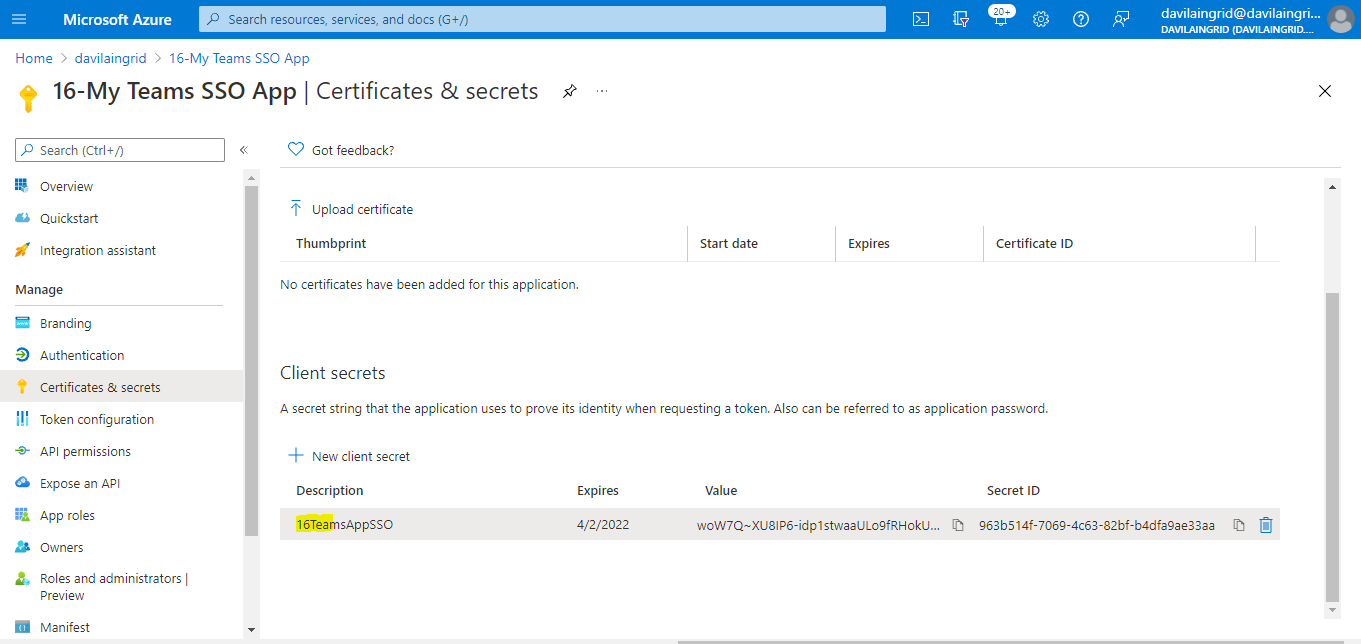 Microsoft Azure
Search resources, services, and docs (G+/)
20+
davilaingrid@davilaingri...
DAVILAINGRID (DAVILAINGRID....
Home > davilaingrid > 16-My Teams SSO App
16-My Teams SSO App | Certificates & secrets
Search (Ctrl+/)
Got feedback?
Overview
Quickstart
Integration assistant
Manage
Branding
Authentication
Certificates & secrets
Token configuration
API permissions
Expose an API
App roles
Owners
Roles and administrators |
Preview
Manifest
Upload certificate
Thumbprint Start date Expires Certificate ID
No certificates have been added for this application.
Client secrets
A secret string that the application uses to prove its identity when requesting a token. Also can be referred to as application password.
New client secret
Description Expires Value Secret ID
16TeamsAppSSO 4/2/2022 woW7Q~XU8IP6-idp1stwaaULo9fRHokU... 963b514f-7069-4c63-82bf-b4dfa9ae33aa